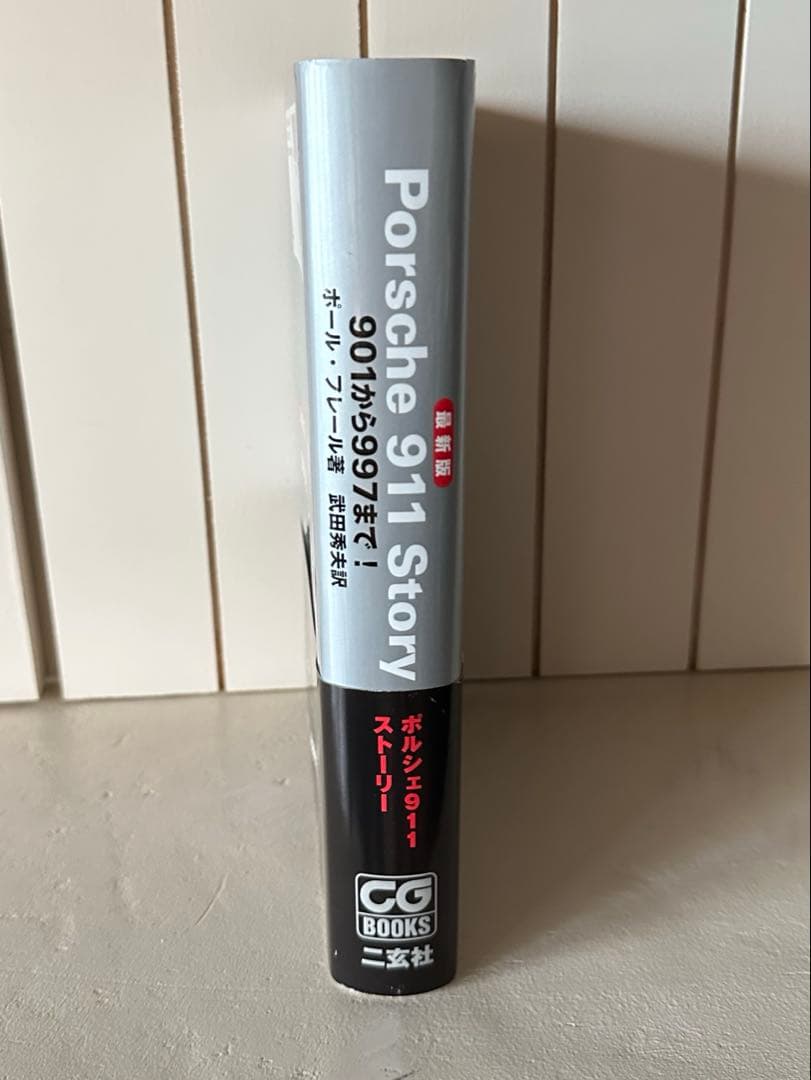 最新版
Porsche 911 Story
901から997まで!
ポール・フレール著 武田秀夫訳
ポルシェ911
ストーリー
CG
BOOKS
二玄社